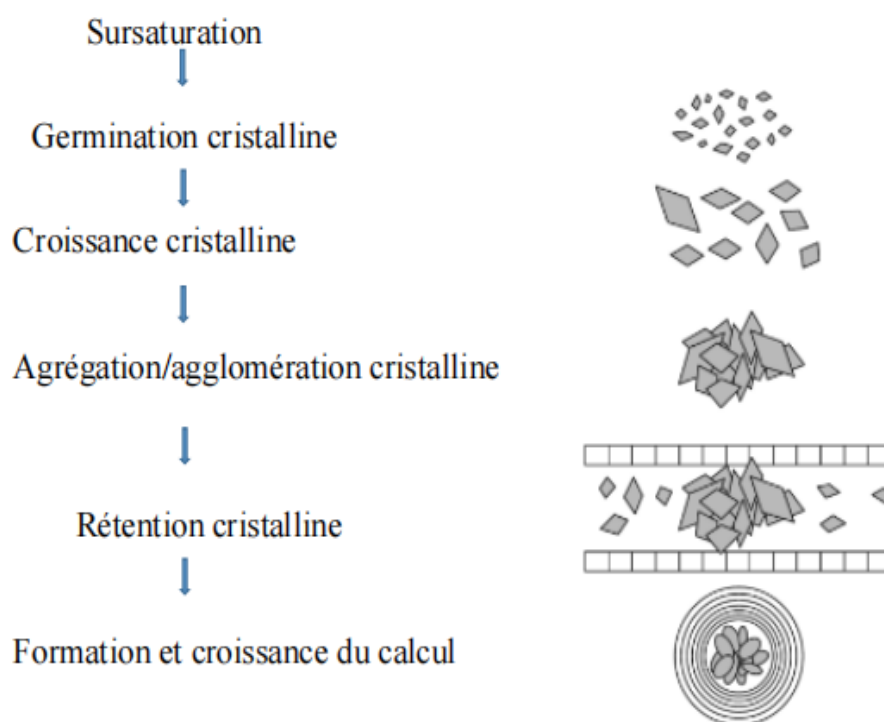 Sursaturation
Germination cristalline
Croissance cristalline
Agrégation/agglomération cristalline
Rétention cristalline
Formation et croissance du calcul